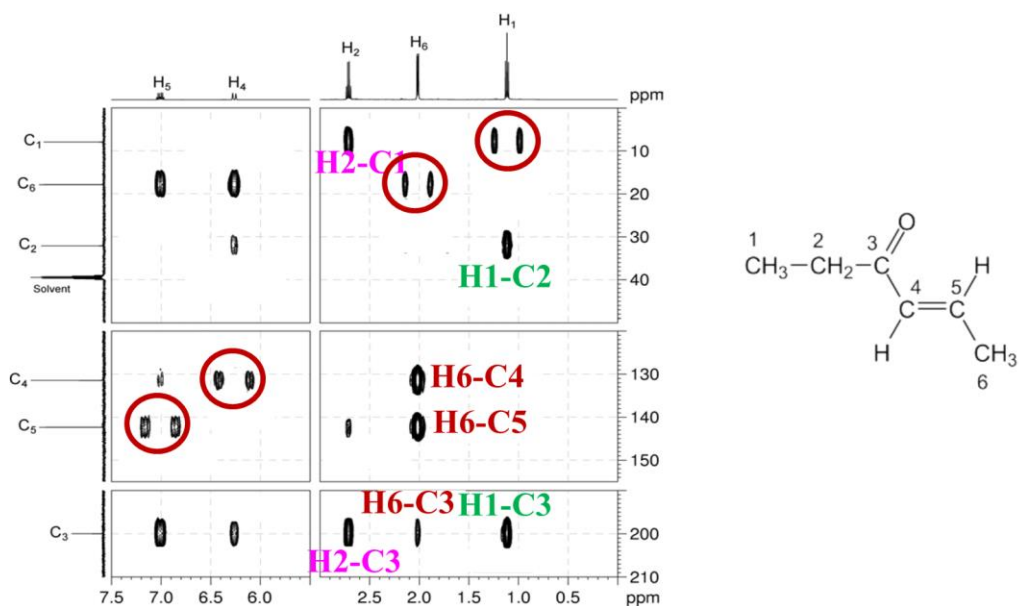 H1
H2 H6
H5 H4
ppm
C1
10
H2-C1
C6
20
C2
30
H1-C2
Solvent
40
C4
H6-C4
130
C5
H6-C5
140
150
H6-C3 H1-C3
C3
200
H2-C3
210
7.5 7.0 6.5 6.0 2.5 2.0 1.5 1.0 ppm
O
1 2 3 H
CH3 CH2 C 4 5
C C
H CH3
6